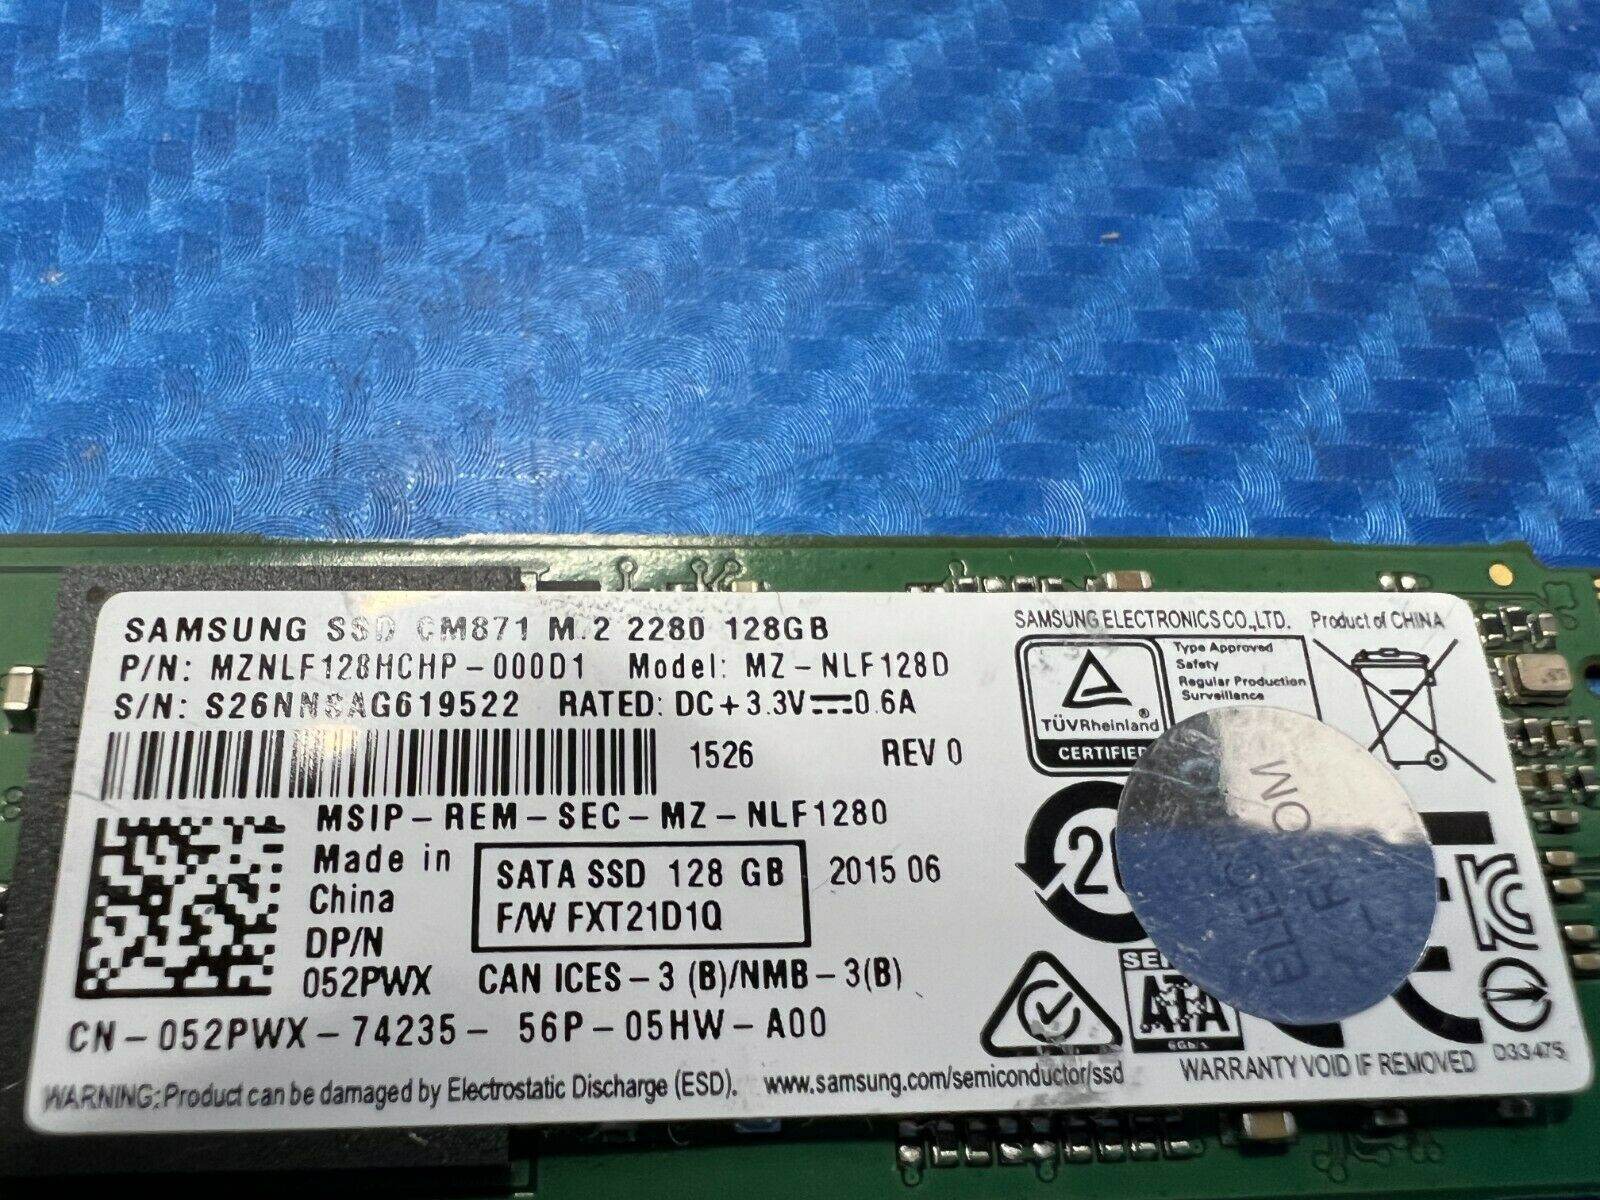 SAMSUNG SSD CM871 M.2 2280 128GB
P/N: MZNLF128HCHP-000D1 Model: MZ-NLF128D
S/N: S26NNSAG619522 RATED: DC+3.3V⎓0.6A
1526 REV 0
MSIP-REM-SEC-MZ-NLF1280
Made in
China
DP/N
052PWX
SATA SSD 128 GB
F/W FXT21D1Q
2015 06
CAN ICES-3 (B)/NMB-3(B)
CN-052PWX-74235- 56P-05HW-A00
WARNING: Product can be damaged by Electrostatic Discharge (ESD). www.samsung.com/semiconductor/ssd
SAMSUNG ELECTRONICS CO.,LTD. Product of CHINA
TÜVRheinland®
CERTIFIED
Type Approved
Safety
Regular Production
Surveillance
SATA
6Gb/s
WARRANTY VOID IF REMOVED D33475